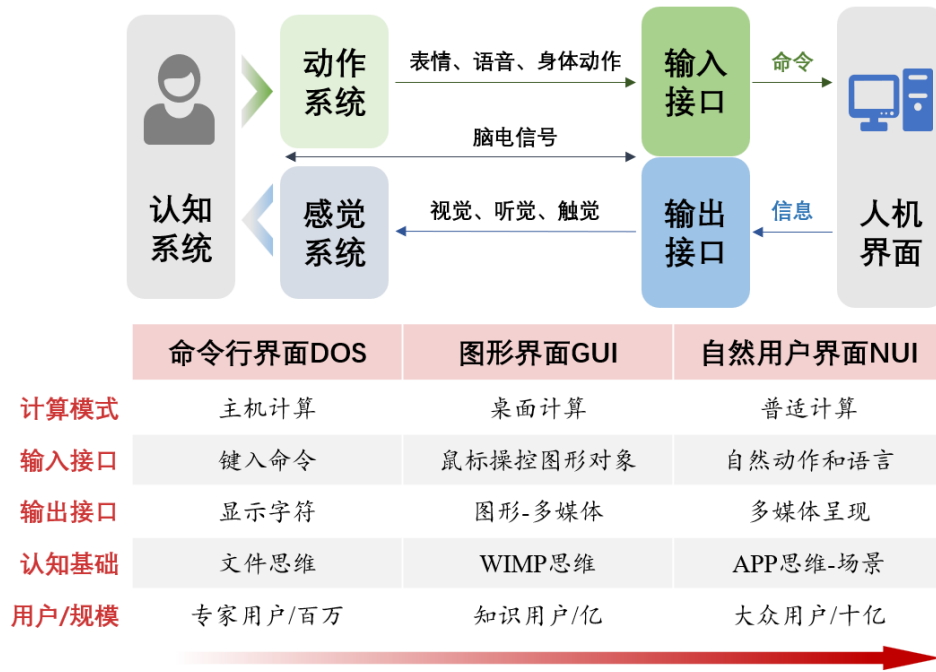 动作
系统
表情、语音、身体动作
输入
接口
命令
脑电信号
认知
系统
感觉
系统
视觉、听觉、触觉
输出
接口
信息
人机
界面
命令行界面DOS 图形界面GUI 自然用户界面NUI
计算模式 主机计算 桌面计算 普适计算
输入接口 键入命令 鼠标操控图形对象 自然动作和语言
输出接口 显示字符 图形-多媒体 多媒体呈现
认知基础 文件思维 WIMP思维 APP思维-场景
用户/规模 专家用户/百万 知识用户/亿 大众用户/十亿